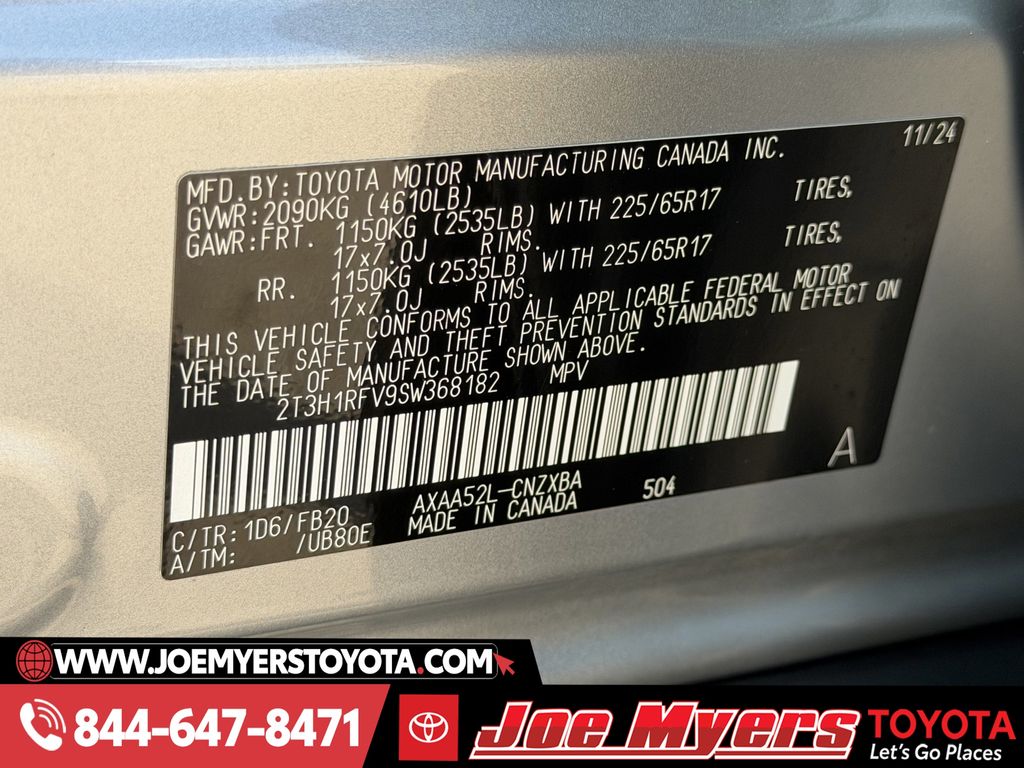 11/24
MFD.BY:TOYOTA MOTOR MANUFACTURING CANADA INC.
GVWR:2090KG (4610LB)
GAWR:FRT. 1150KG (2535LB) WITH 225/65R17 TIRES,
17x7.0J RIMS.
RR. 1150KG (2535LB) WITH 225/65R17 TIRES,
17x7.0J RIMS.
THIS VEHICLE CONFORMS TO ALL APPLICABLE FEDERAL MOTOR
VEHICLE SAFETY AND THEFT PREVENTION STANDARDS IN EFFECT ON
THE DATE OF MANUFACTURE SHOWN ABOVE.
2T3H1RFV9SW368182 MPV
A
C/TR: 1D6/FB20 AXAA52L-CNZXBA 504
A/TM: /UB80E MADE IN CANADA
WWW.JOEMYERSTOYOTA.COM
844-647-8471
Joe Myers TOYOTA
Let's Go Places